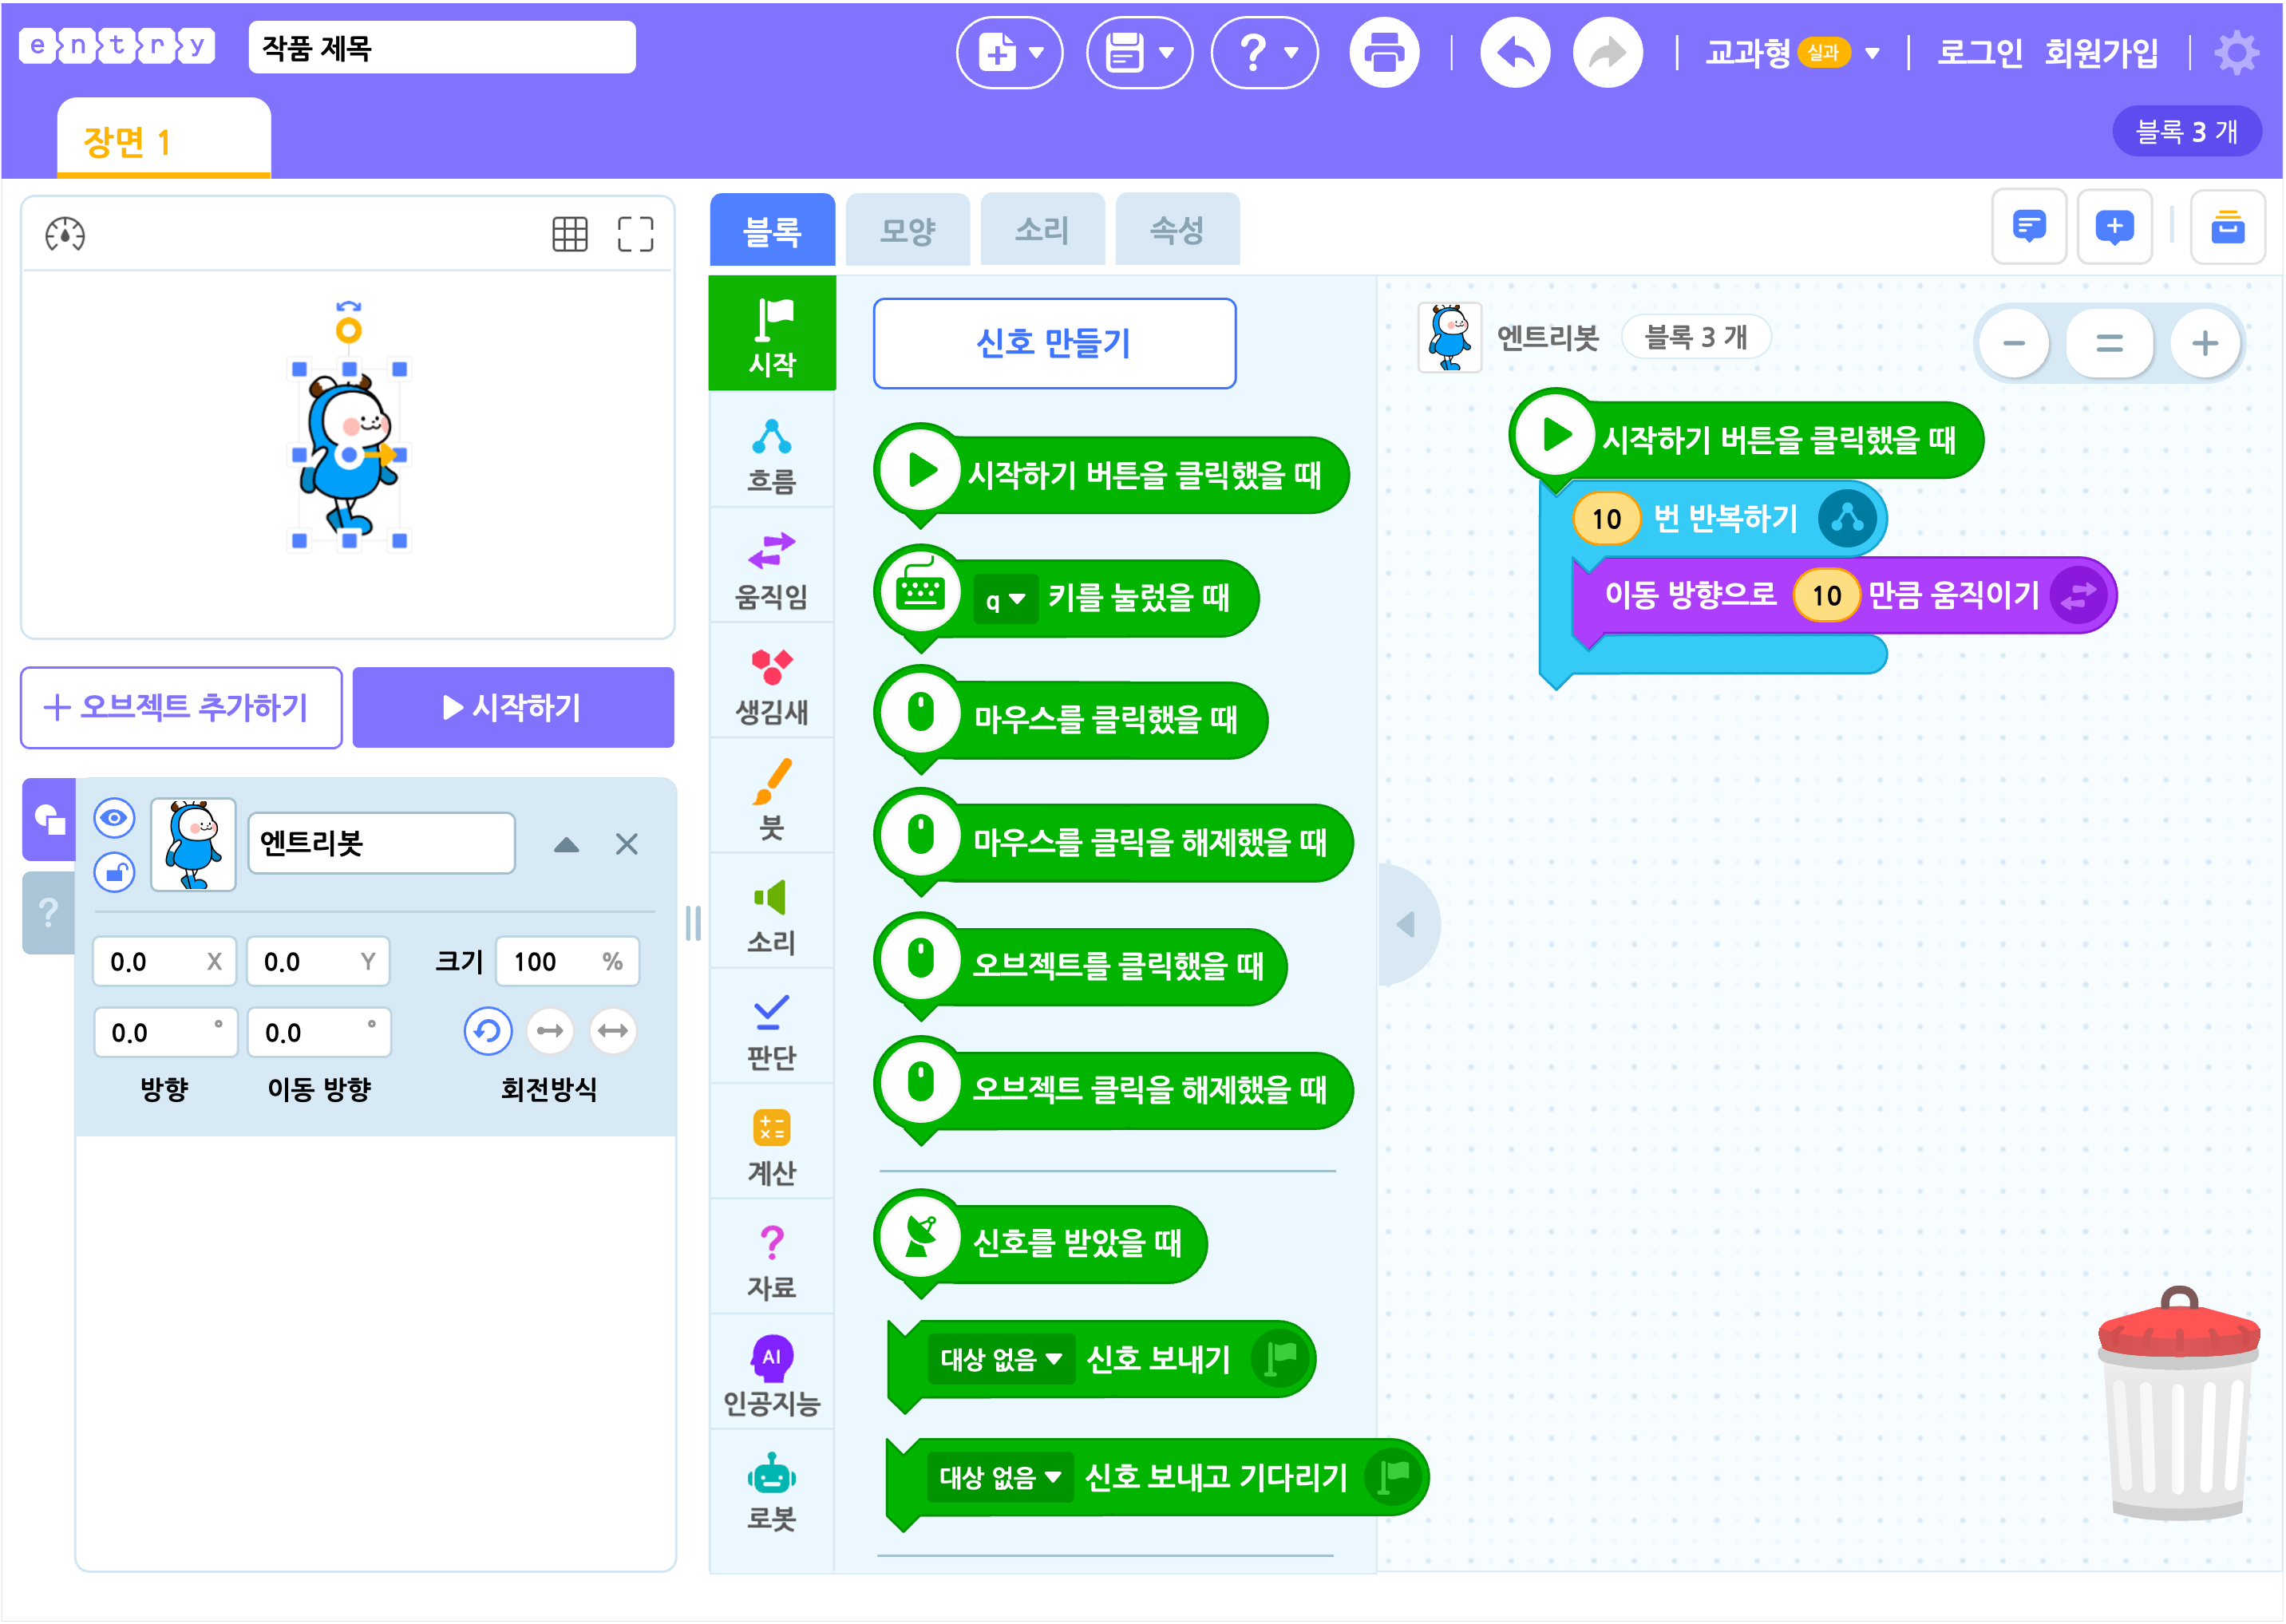 entry
작품 제목
교과형 실과
로그인 회원가입
장면 1
블록 3 개
블록
모양
소리
속성
오브젝트 추가하기
시작하기
엔트리봇
0.0 X
0.0 Y
크기
100 %
0.0 °
0.0 °
방향
이동 방향
회전방식
시작
흐름
움직임
생김새
붓
소리
판단
계산
자료
AI
인공지능
로봇
신호 만들기
시작하기 버튼을 클릭했을 때
q 키를 눌렀을 때
마우스를 클릭했을 때
마우스를 클릭을 해제했을 때
오브젝트를 클릭했을 때
오브젝트 클릭을 해제했을 때
신호를 받았을 때
대상 없음 신호 보내기
대상 없음 신호 보내고 기다리기
엔트리봇
블록 3 개
시작하기 버튼을 클릭했을 때
10 번 반복하기
이동 방향으로 10 만큼 움직이기